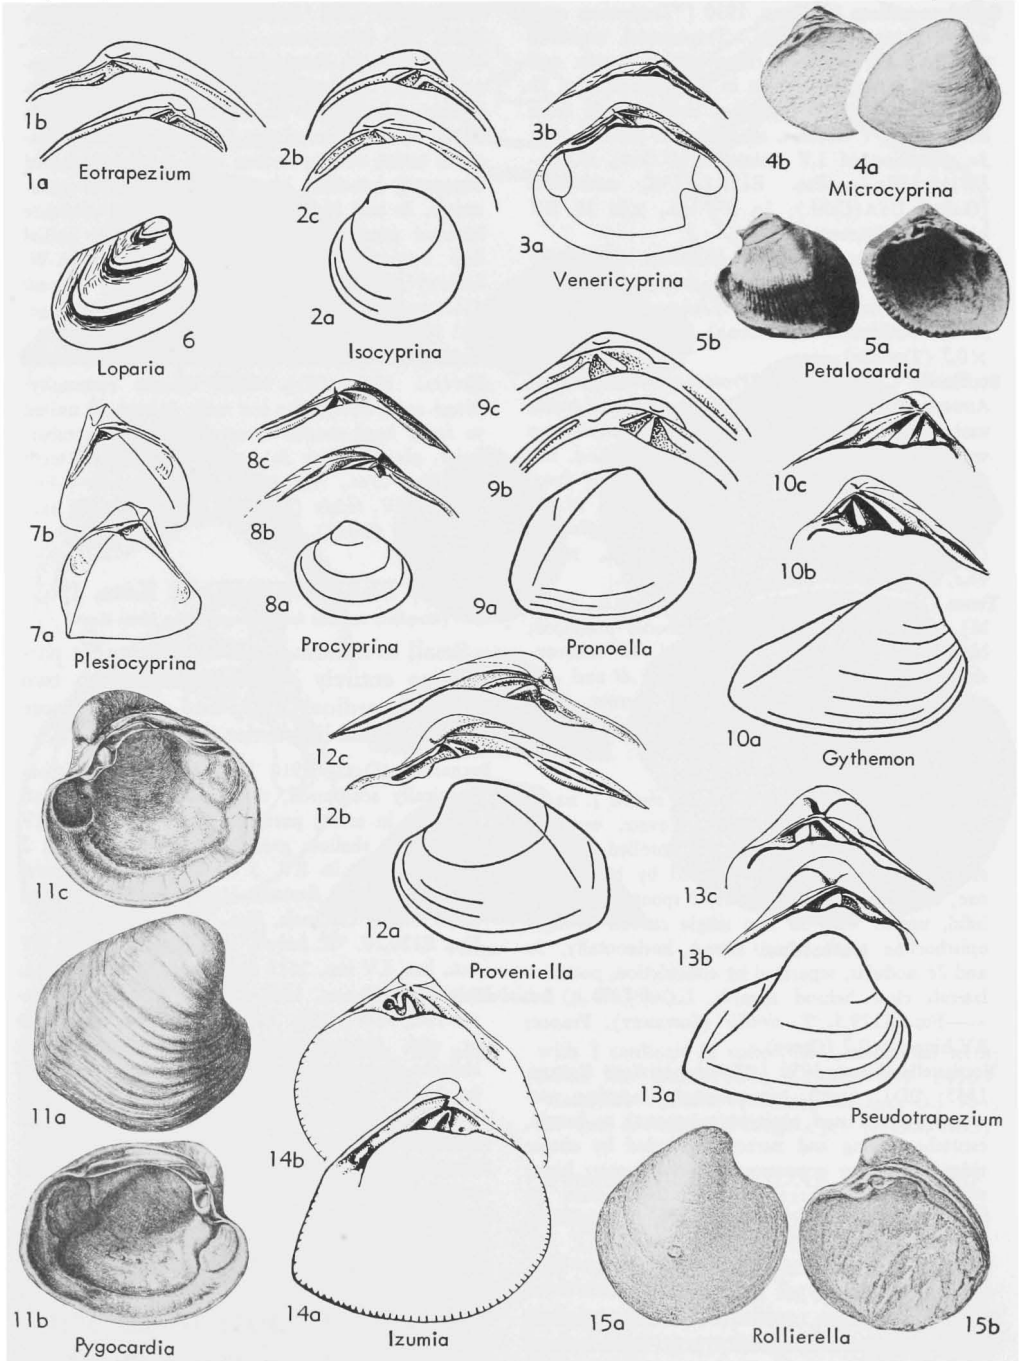 1b
1a
Eotrapezium
2b
2c
2a
Isocyprina
3b
3a
Venericyprina
4b
4a
Microcyprina
5b
5a
Petalocardia
6
Loparia
7b
7a
Plesiocyprina
8c
8b
8a
Procyprina
9c
9b
9a
Pronoella
10c
10b
10a
Gythemon
11c
11a
11b
Pygocardia
12c
12b
12a
Proveniella
13c
13b
13a
Pseudotrapezium
14b
14a
Izumia
15a
15b
Rollierella